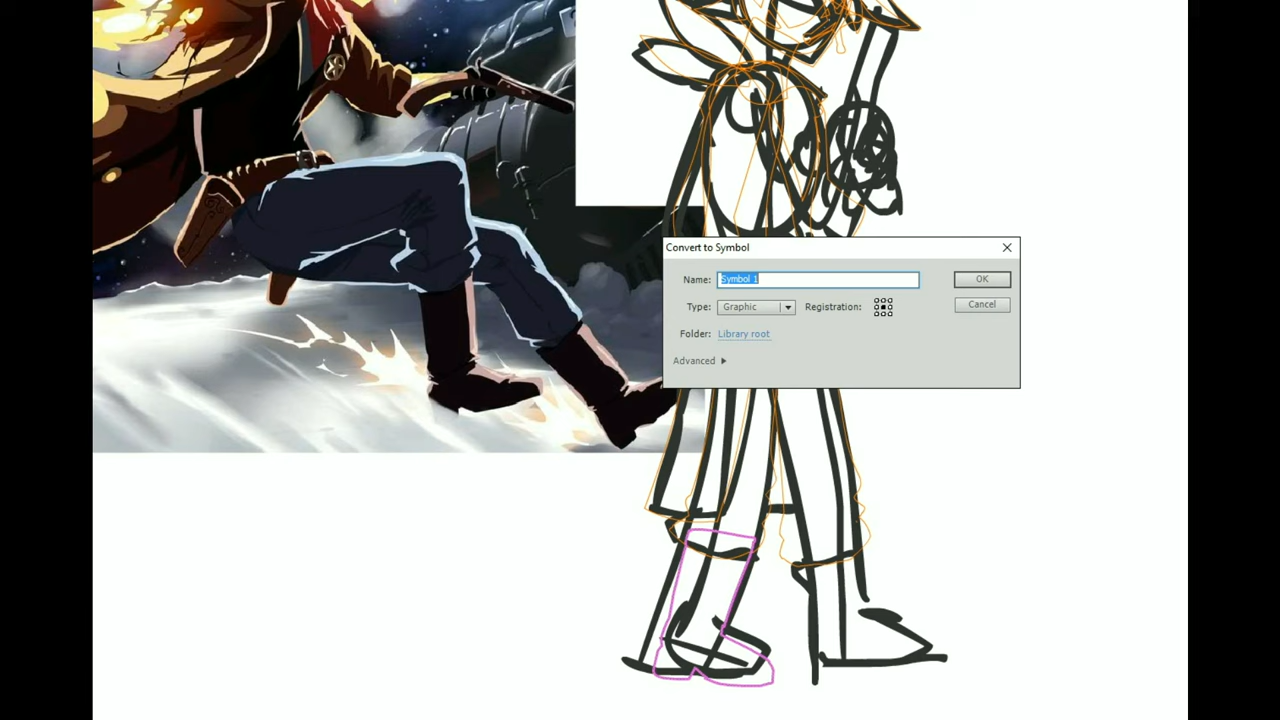 Convert to Symbol
Name: Symbol 1 OK
Type: Graphic Registration: Cancel
Folder: Library root
Advanced